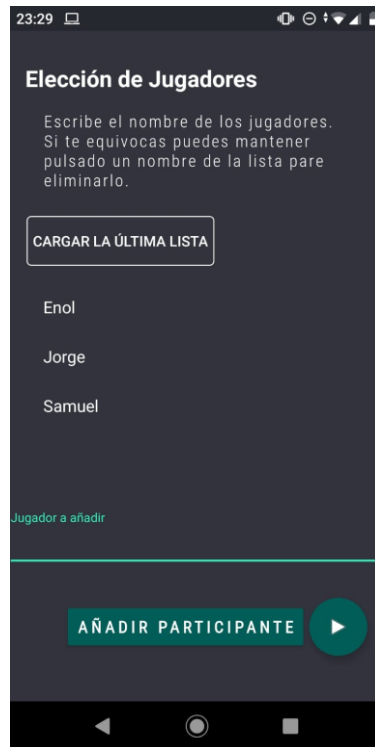 23:29
Elección de Jugadores
Escribe el nombre de los jugadores.
Si te equivocas puedes mantener
pulsado un nombre de la lista pare
eliminarlo.
CARGAR LA ÚLTIMA LISTA
Enol
Jorge
Samuel
Jugador a añadir
AÑADIR PARTICIPANTE